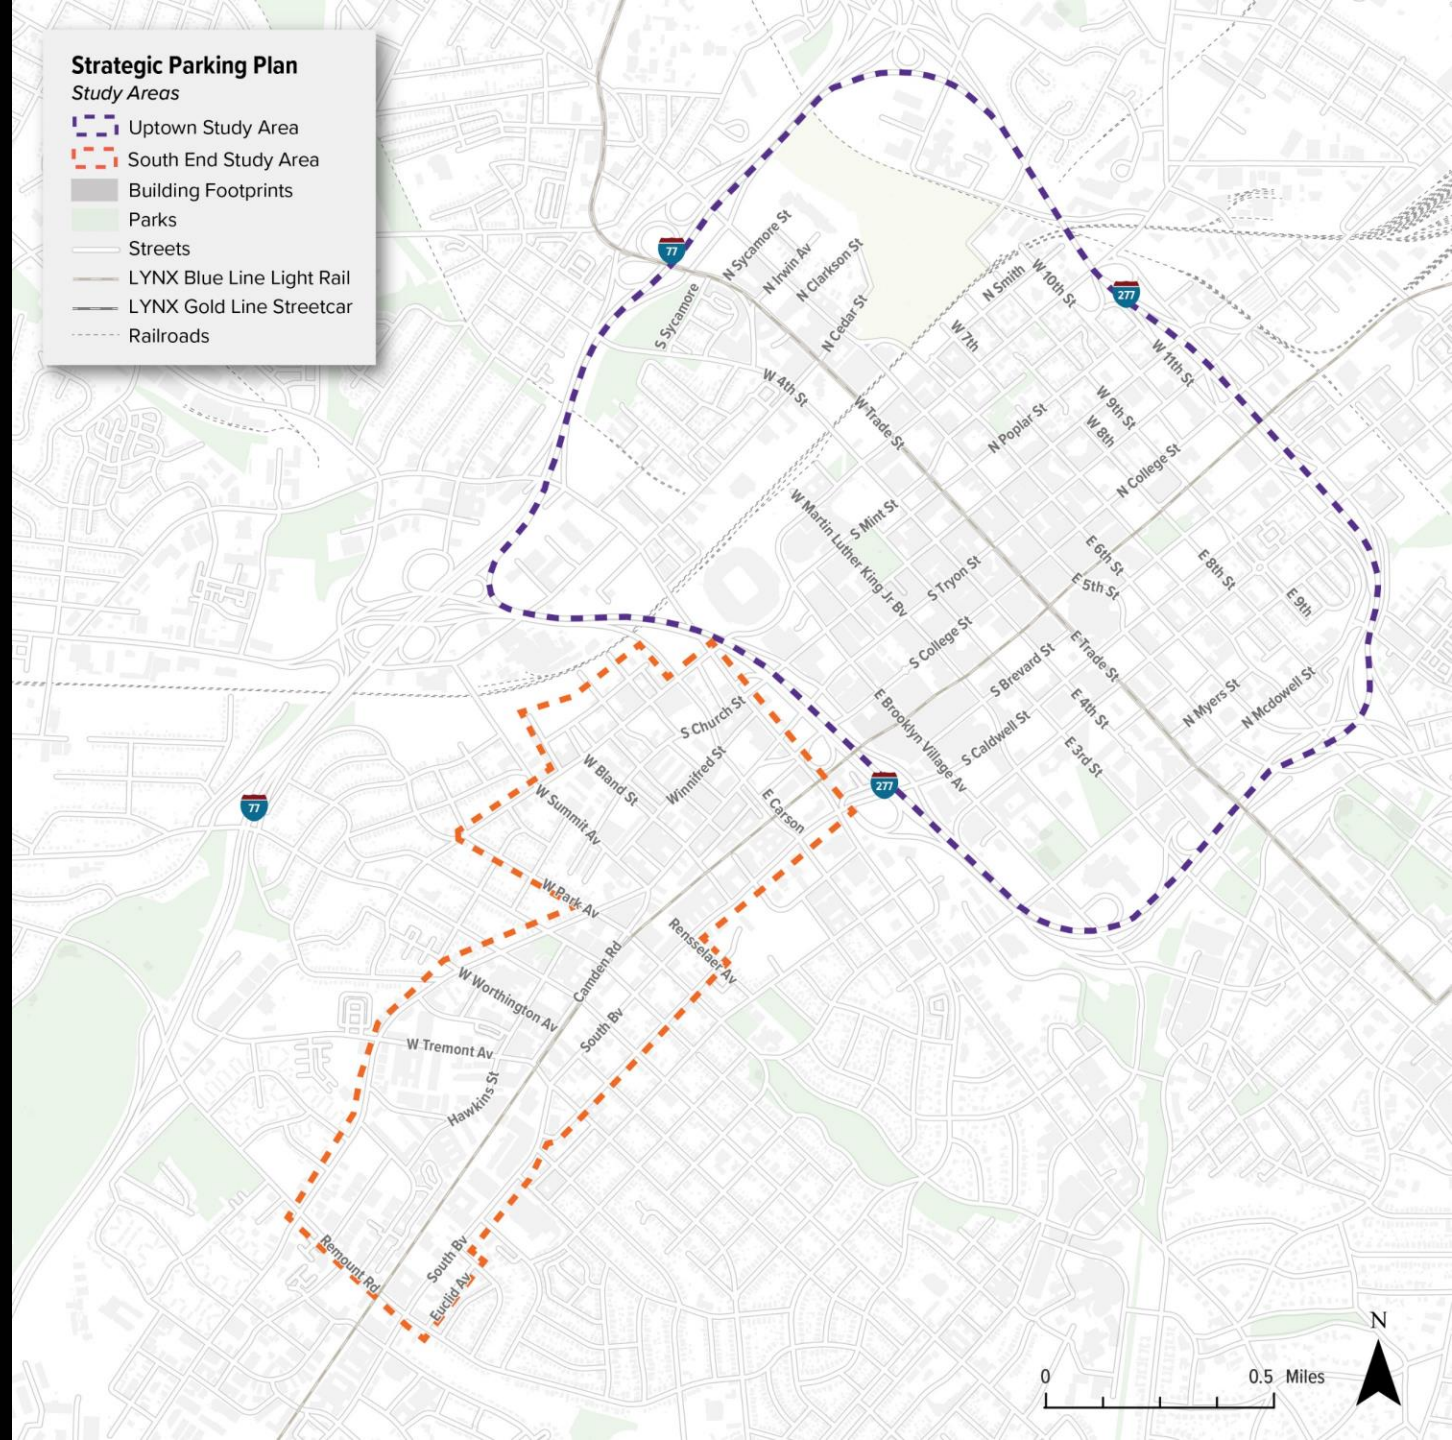 Strategic Parking Plan
Study Areas
Uptown Study Area
South End Study Area
Building Footprints
Parks
Streets
LYNX Blue Line Light Rail
LYNX Gold Line Streetcar
Railroads
77
N Sycamore St
N Irwin Av
N Clarkson St
N Cedar St
S Sycamore
N Smith
W 10th St
277
W 7th
W 11th St
W 4th St
W Trade St
W 9th St
W 8th
N Poplar St
N College St
W Martin Luther King Jr Bv
S Mint St
S Tryon St
E 6th St
E 5th St
E 8th St
E 9th
S College St
E Trade St
S Brevard St
E Brooklyn Village Av
S Caldwell St
E 4th St
E 3rd St
N Myers St
N Mcdowell St
277
S Church St
Winnifred St
W Bland St
W Summit Av
E Carson
77
W Park Av
Rensselaer Av
Camden Rd
W Worthington Av
South Bv
W Tremont Av
Hawkins St
Remount Rd
South Bv
Euclid Av
N
0 0.5 Miles